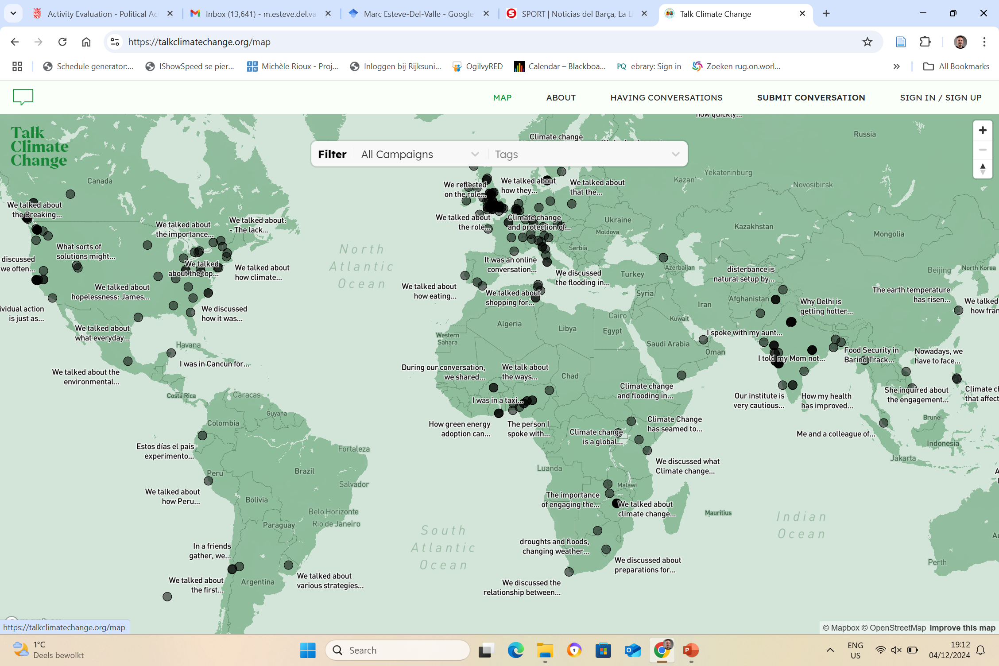 Activity Evaluation - Political Ac
Inbox (13,641) - m.esteve.del.va
Marc Esteve-Del-Valle - Google
SPORT | Noticias del Barça, La Li
Talk Climate Change
https://talkclimatechange.org/map
Schedule generator:...
IShowSpeed se pier...
Michèle Rioux - Proj...
Inloggen bij Rijksuni...
OgilvyRED
Calendar – Blackboa...
PQ ebrary: Sign in
Zoeken rug.on.worl...
All Bookmarks
MAP
ABOUT
HAVING CONVERSATIONS
SUBMIT CONVERSATION
SIGN IN / SIGN UP
Talk
Climate
Change
how quickly...
Climate change
Russia
Filter
All Campaigns
Tags
Canada
We reflected
on the role...
We talked about
how they...
We talked about
that the...
Kazan'
Yekaterinburg
Novosibirsk
We talked about
the Breaking...
We talked about
the importance...
We talked about:
- The lack...
We talked about
the role...
Climate change
and protection of...
Ukraine
Moldova
Kazakhstan
Mongolia
What sorts of
solutions might...
North
Atlantic
Ocean
Serbia
discussed
we often...
We talked
about the top...
We talked about
how climate...
It was an online
conversation...
We discussed
the flooding in...
Turkey
Azerbaijan
disterbance is
natural setup by...
Beijing
North Korea
We talked about
hopelessness: James...
We talked about
how eating...
We talked about
shopping for...
Syria
Iran
Afghanistan
Why Delhi is
getting hotter...
The earth temperature
has risen...
We talked
how fran
ividual action
is just as...
We discussed
how it was...
Algeria
Libya
Cairo
Egypt
Kuwait
We talked about
what everyday...
Havana
Western
Sahara
Saudi Arabia
Oman
I spoke with my aunt...
I was in Cancun for...
I told my Mom not...
Food Security in
Barind Track...
Nowadays, we
have to face...
We talked about the
environmental...
During our conversation,
we shared...
We talk about
the ways...
Chad
Costa Rica
Caracas
I was in a taxi...
Climate change
and flooding in...
Our institute is
very cautious...
How my health
has improved...
She inquired about
the engagement...
Climate ch
that affect
Guyana
Colombia
How green energy
adoption can...
The person I
spoke with...
Climate change
is a global...
Climate Change
has seamed to...
Me and a colleague of...
Brunei
Indonesia
Jakarta
Estos días el país
experimento...
Fortaleza
Peru
Brazil
Salvador
Luanda
We discussed what
Climate change...
Malawi
We talked about
how Peru...
Bolivia
The importance
of engaging the...
We talked about
climate change...
Mauritius
Indian
Ocean
Belo Horizonte
Rio de Janeiro
Paraguay
South
Atlantic
Ocean
In a friends
gather, we...
droughts and floods,
changing weather...
We discussed about
preparations for...
Perth
We talked about
the first...
Argentina
We talked about
various strategies...
We discussed the
relationship between...
https://talkclimatechange.org/map
© Mapbox © OpenStreetMap Improve this map
1°C
Deels bewolkt
Search
ENG
US
19:12
04/12/2024